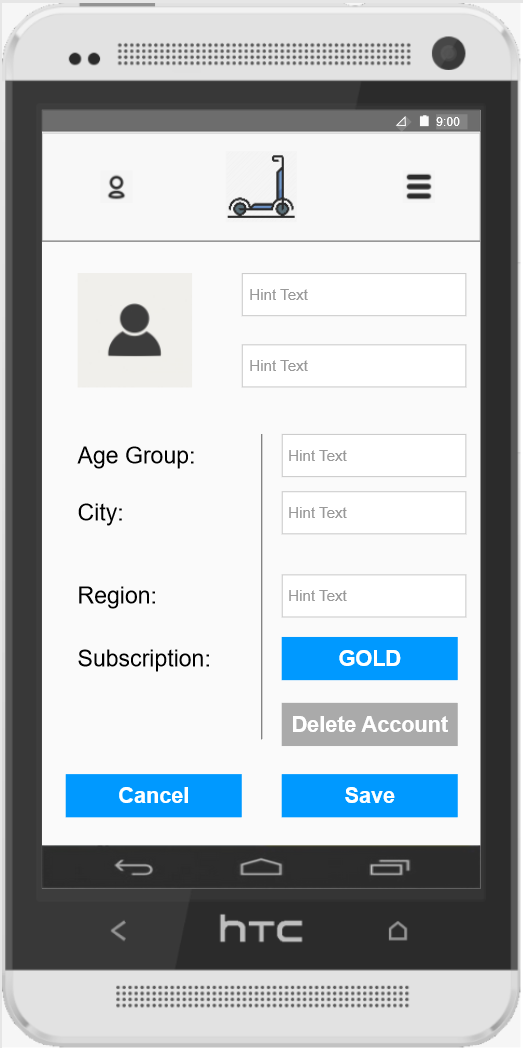 9:00
Hint Text
Hint Text
Age Group:
Hint Text
City:
Hint Text
Region:
Hint Text
Subscription:
GOLD
Delete Account
Cancel
Save
hTC